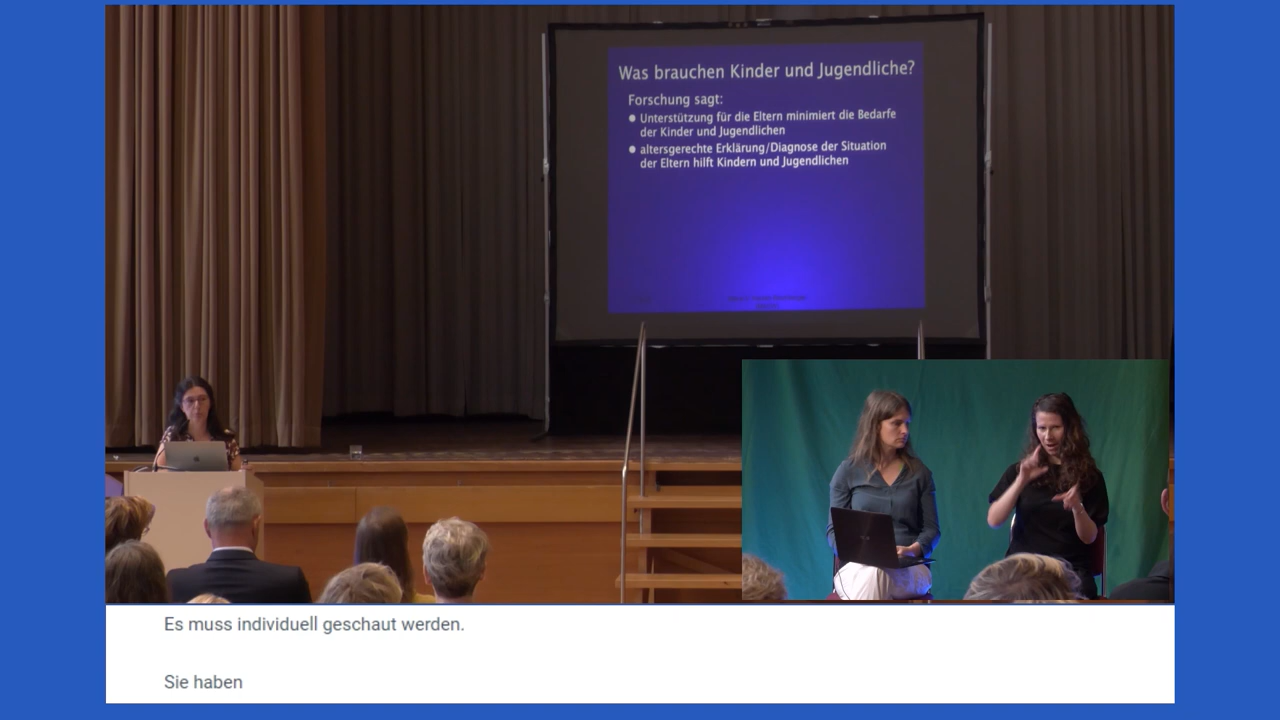 Was brauchen Kinder und Jugendliche?
Forschung sagt:
● Unterstützung für die Eltern minimiert die Bedarfe
der Kinder und Jugendlichen
● altersgerechte Erklärung/Diagnose der Situation
der Eltern hilft Kindern und Jugendlichen
Es muss individuell geschaut werden.
Sie haben